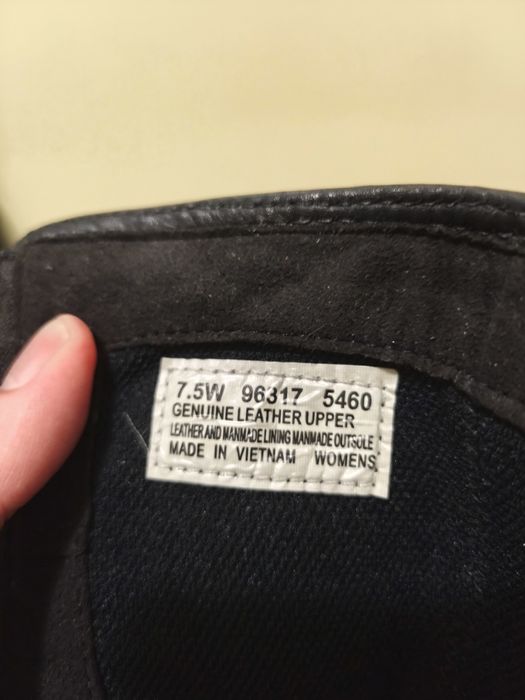 7.5W 96317 5460
GENUINE LEATHER UPPER
LEATHER AND MANMADE LINING MANMADE OUTSOLE
MADE IN VIETNAM WOMENS